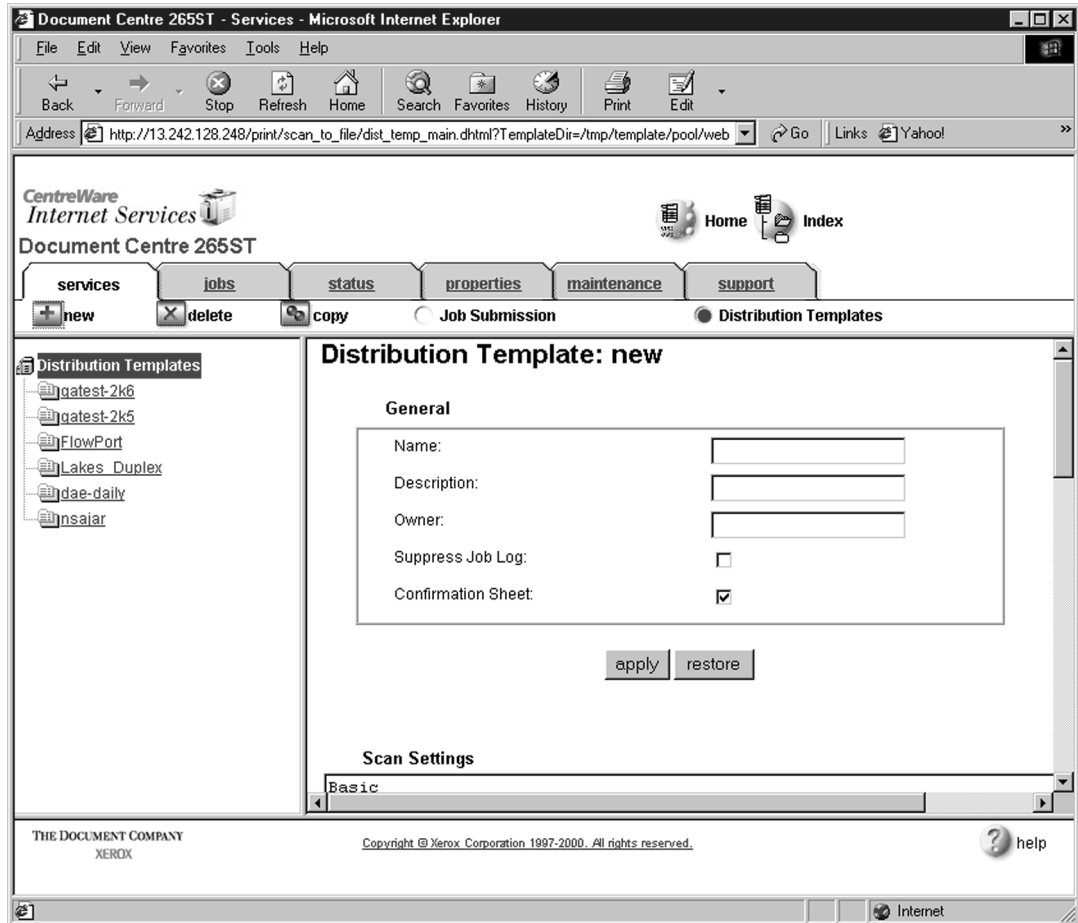 Document Centre 265ST - Services - Microsoft Internet Explorer
File Edit View Favorites Tools Help
Back Forward Stop Refresh Home Search Favorites History Print Edit
Address http://13.242.128.248/print/scan_to_file/dist_temp_main.dhtml?TemplateDir=/tmp/template/pool/web Go Links Yahoo!
CentreWare
Internet Services
Document Centre 265ST
Home Index
services jobs status properties maintenance support
new delete copy Job Submission Distribution Templates
Distribution Templates
qatest-2k6
qatest-2k5
FlowPort
Lakes_Duplex
dae-daily
nsajar
Distribution Template: new
General
Name:
Description:
Owner:
Suppress Job Log:
Confirmation Sheet:
apply restore
Scan Settings
Basic
THE DOCUMENT COMPANY
XEROX
Copyright © Xerox Corporation 1997-2000. All rights reserved.
help
Internet